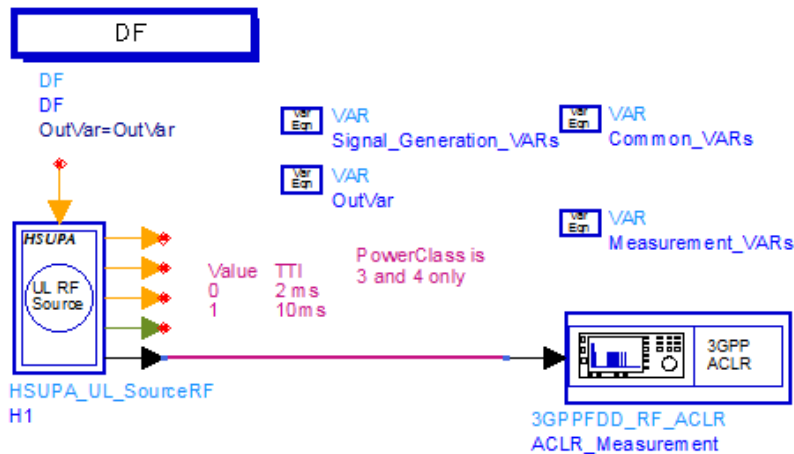 DF
DF
DF
OutVar=OutVar
Var
Eqn
VAR
Signal_Generation_VARs
Var
Eqn
VAR
Common_VARs
Var
Eqn
VAR
OutVar
Var
Eqn
VAR
Measurement_VARs
HSUPA
UL RF
Source
Value TTI
0 2 ms
1 10ms
PowerClass is
3 and 4 only
3GPP
ACLR
HSUPA_UL_SourceRF
H1
3GPPFDD_RF_ACLR
ACLR_Measurement